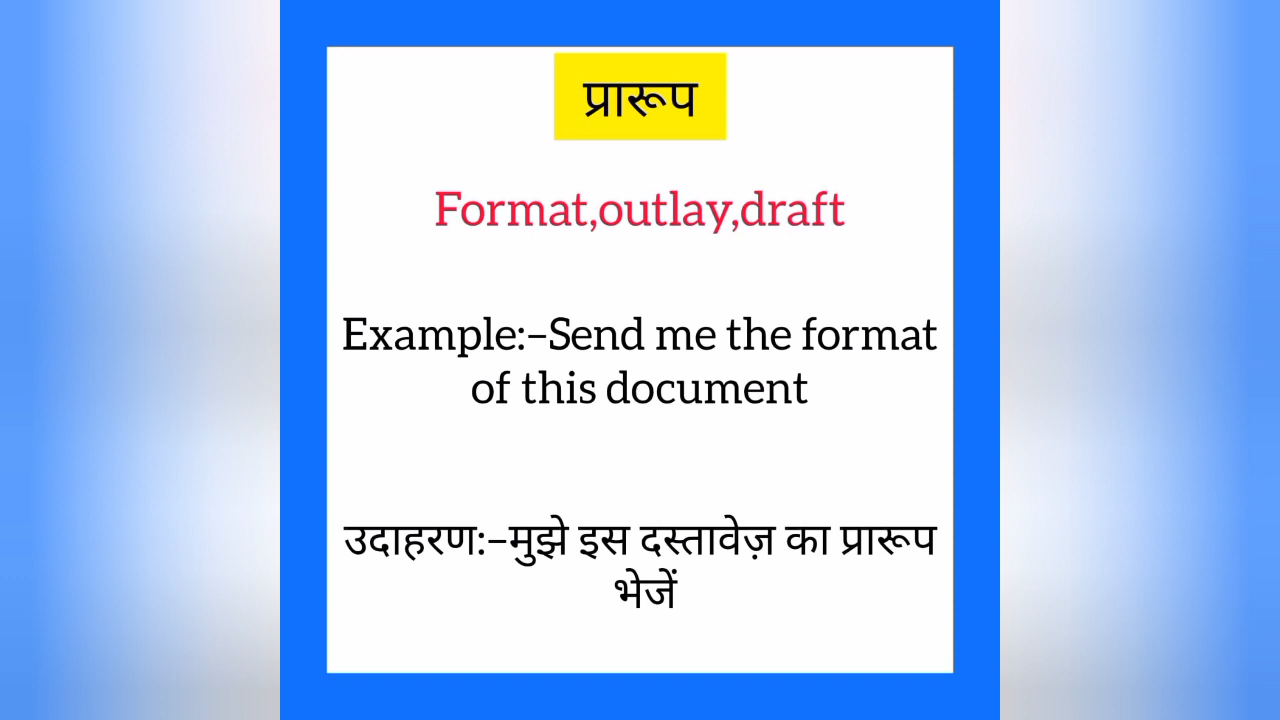 प्रारूप
Format,outlay,draft
Example:–Send me the format
of this document
उदाहरण:–मुझे इस दस्तावेज़ का प्रारूप
भेजें